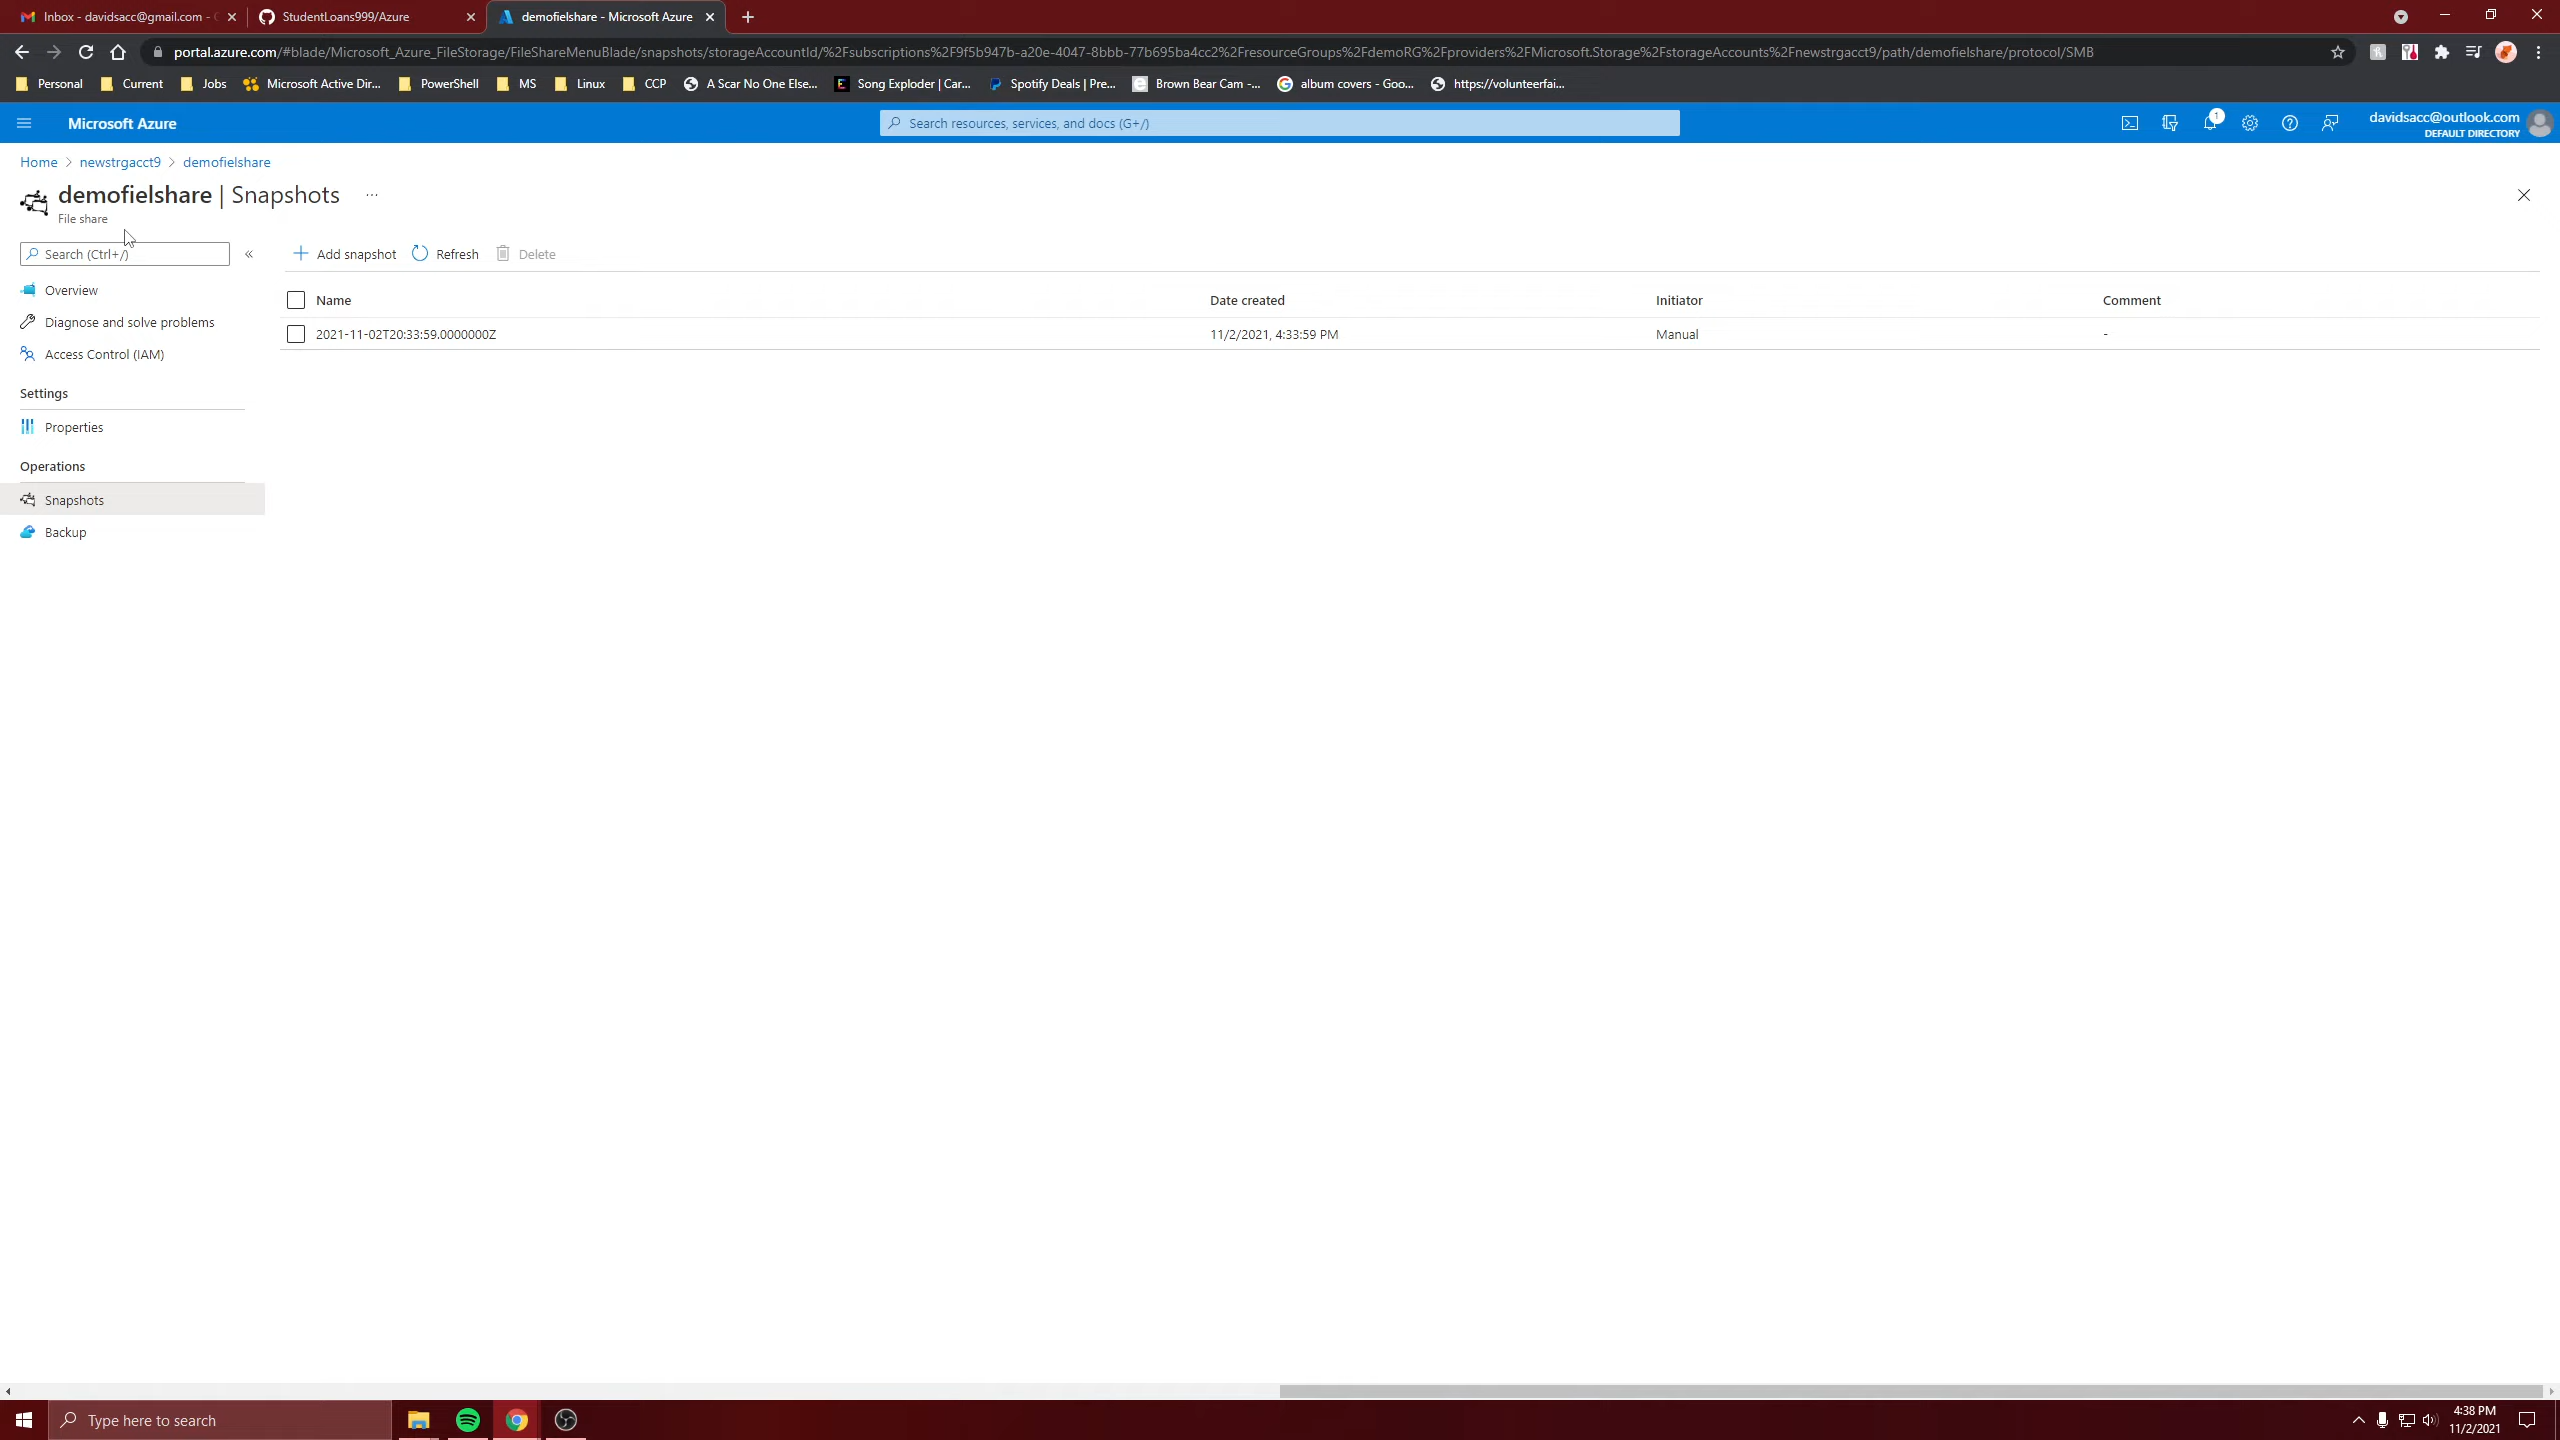 Inbox - davidsacc@gmail.com -
StudentLoans999/Azure
demofielshare - Microsoft Azure
portal.azure.com/#blade/Microsoft_Azure_FileStorage/FileShareMenuBlade/snapshots/storageAccountId/%2Fsubscriptions%2F9f5b947b-a20e-4047-8bbb-77b695ba4cc2%2FresourceGroups%2FdemoRG%2Fproviders%2FMicrosoft.Storage%2FstorageAccounts%2Fnewstrgacct9/path/demofielshare/protocol/SMB
Personal Current Jobs Microsoft Active Dir... PowerShell MS Linux CCP A Scar No One Else... Song Exploder | Car... Spotify Deals | Pre... Brown Bear Cam -... album covers - Goo... https://volunteerfai...
Microsoft Azure
Search resources, services, and docs (G+/)
1
davidsacc@outlook.com
DEFAULT DIRECTORY
Home > newstrgacct9 > demofielshare
demofielshare | Snapshots ...
File share
Search (Ctrl+/)
«
Add snapshot Refresh Delete
Overview
Diagnose and solve problems
Access Control (IAM)
Settings
Properties
Operations
Snapshots
Backup
Name Date created Initiator Comment
2021-11-02T20:33:59.0000000Z 11/2/2021, 4:33:59 PM Manual -
Type here to search
4:38 PM
11/2/2021